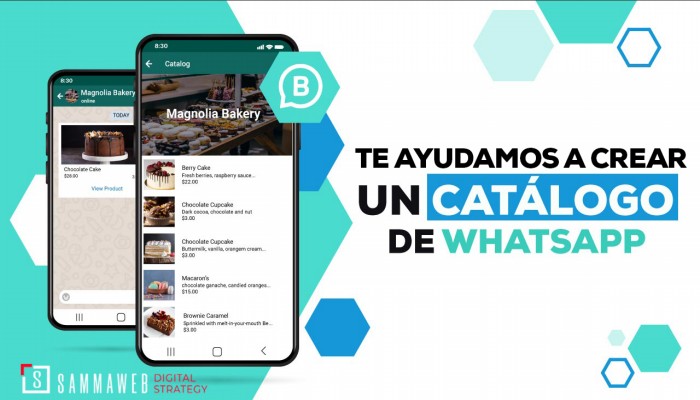 8:30
Magnolia Bakery
online
TODAY
Chocolate Cake
$28.00
View Product
8:30
Catalog
B
Magnolia Bakery
Berry Cake
Fresh berries, raspberry sauce...
$22.00
Chocolate Cupcake
Dark cocoa, chocolate and nut
$3.00
Chocolate Cupcake
Buttermilk, vanilla, orangem cream...
$3.00
Macaron's
chocolate ganache, candied oranges...
$15.00
Brownie Caramel
Sprinkled with melt-in-your-mouth Be...
$3.00
TE AYUDAMOS A CREAR
UN CATÁLOGO
DE WHATSAPP
S SAMMAWEB
DIGITAL
STRATEGY